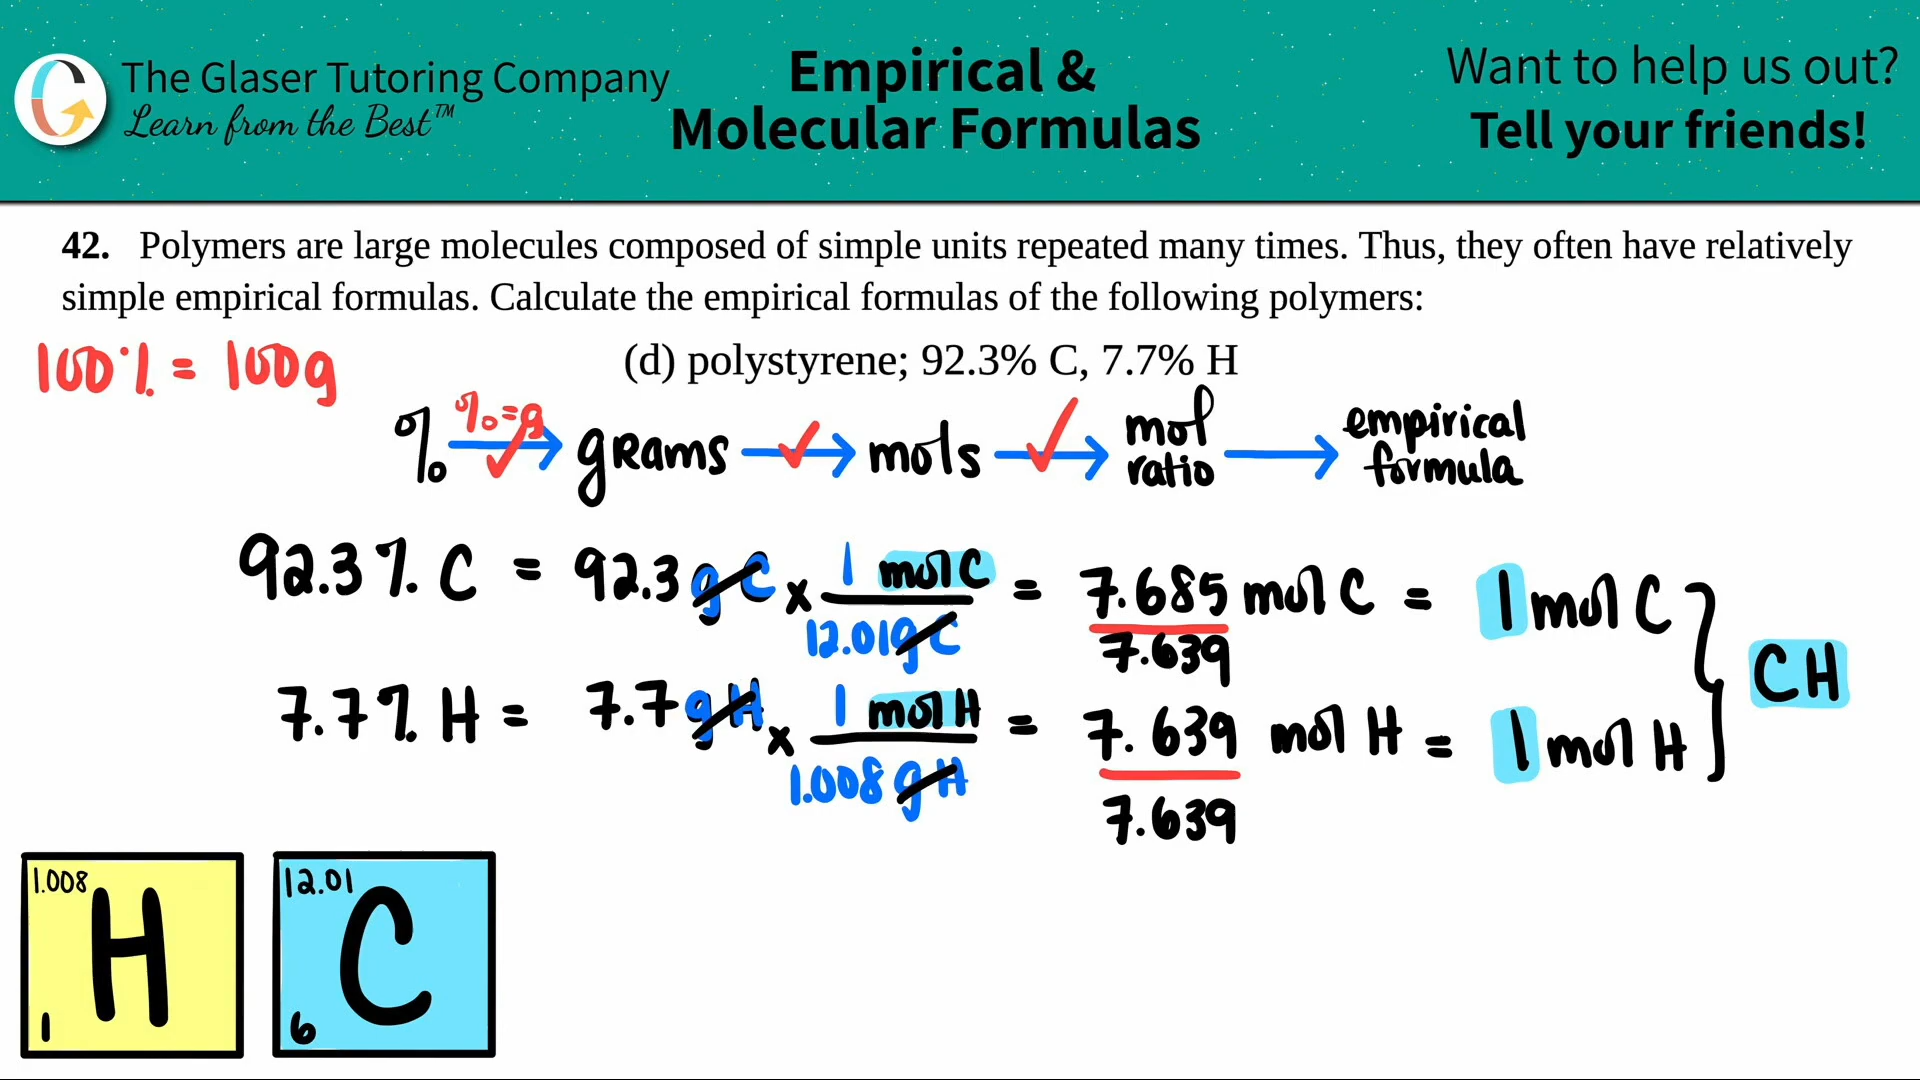 The Glaser Tutoring Company
Learn from the Best™
Empirical &
Molecular Formulas
Want to help us out?
Tell your friends!
42. Polymers are large molecules composed of simple units repeated many times. Thus, they often have relatively
simple empirical formulas. Calculate the empirical formulas of the following polymers:
100% = 100g
(d) polystyrene; 92.3% C, 7.7% H
%=g
% → grams → mols → mol ratio → empirical formula
92.3% C = 92.3 g C x 1 mol C / 12.01 g C = 7.685 mol C / 7.639 = 1 mol C
7.7% H = 7.7 g H x 1 mol H / 1.008 g H = 7.639 mol H / 7.639 = 1 mol H
CH
1.008
H
1
12.01
C
6